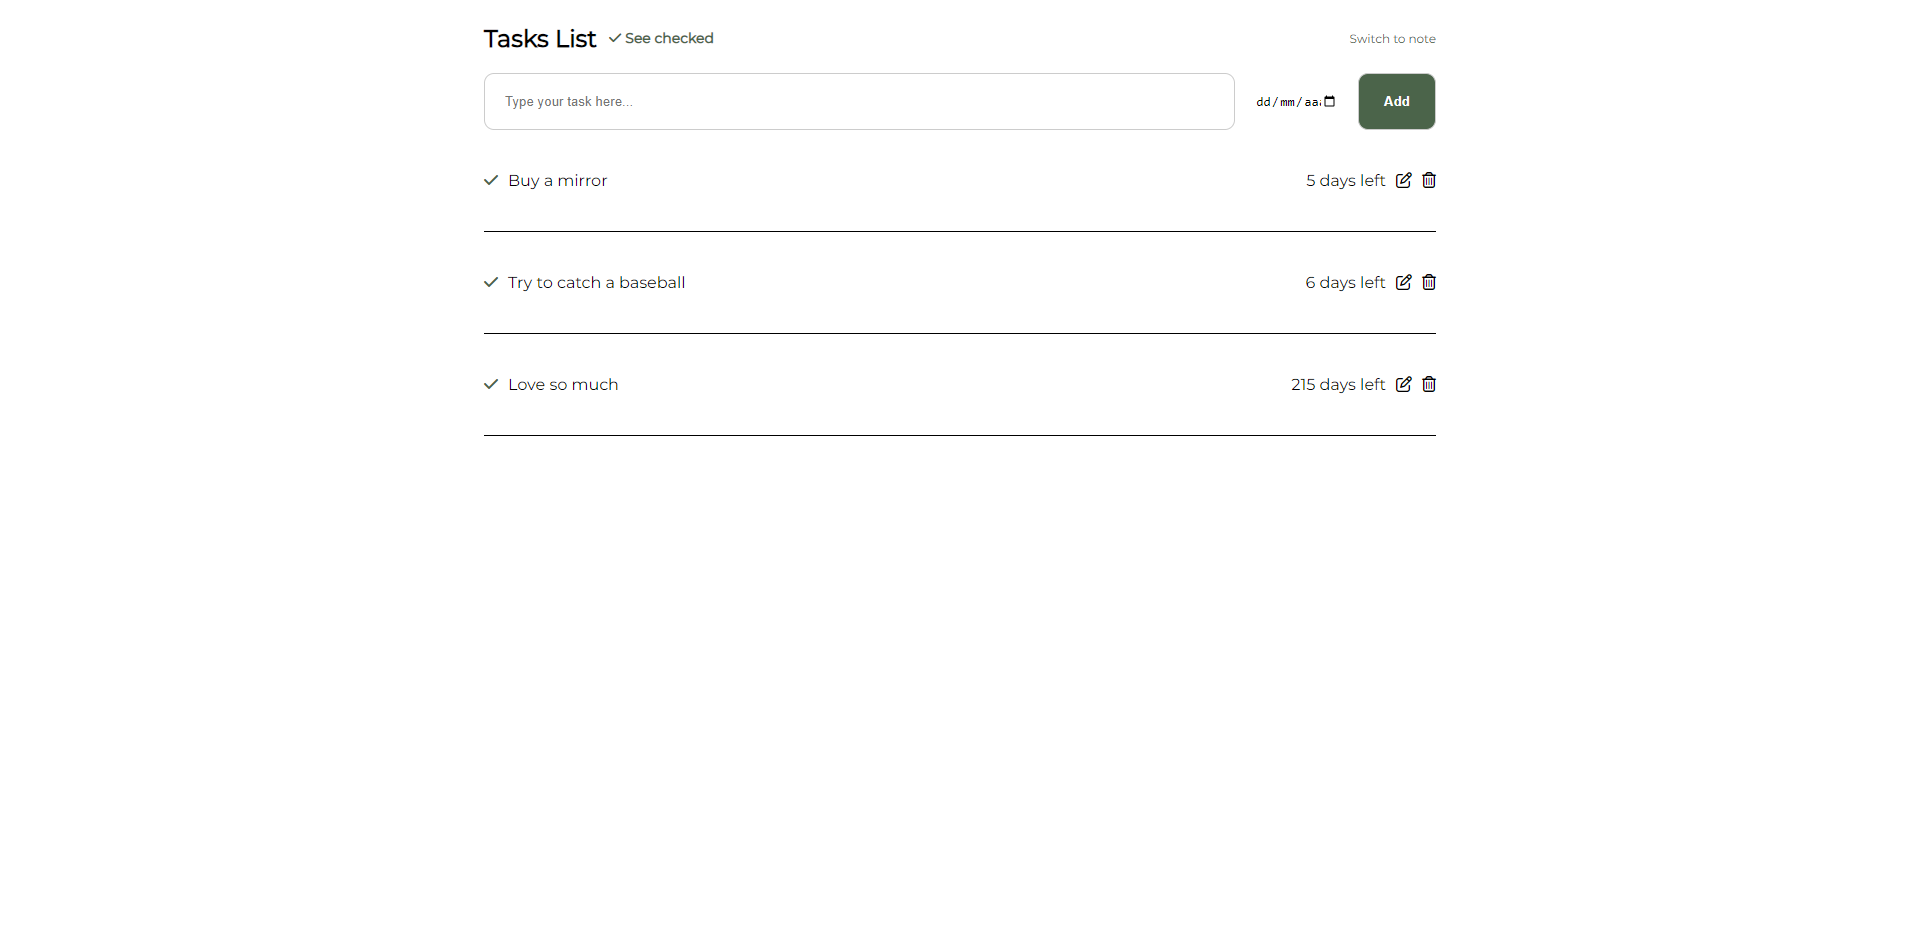 Tasks List See checked Switch to note
Type your task here... dd/mm/aaa Add
Buy a mirror 5 days left
Try to catch a baseball 6 days left
Love so much 215 days left